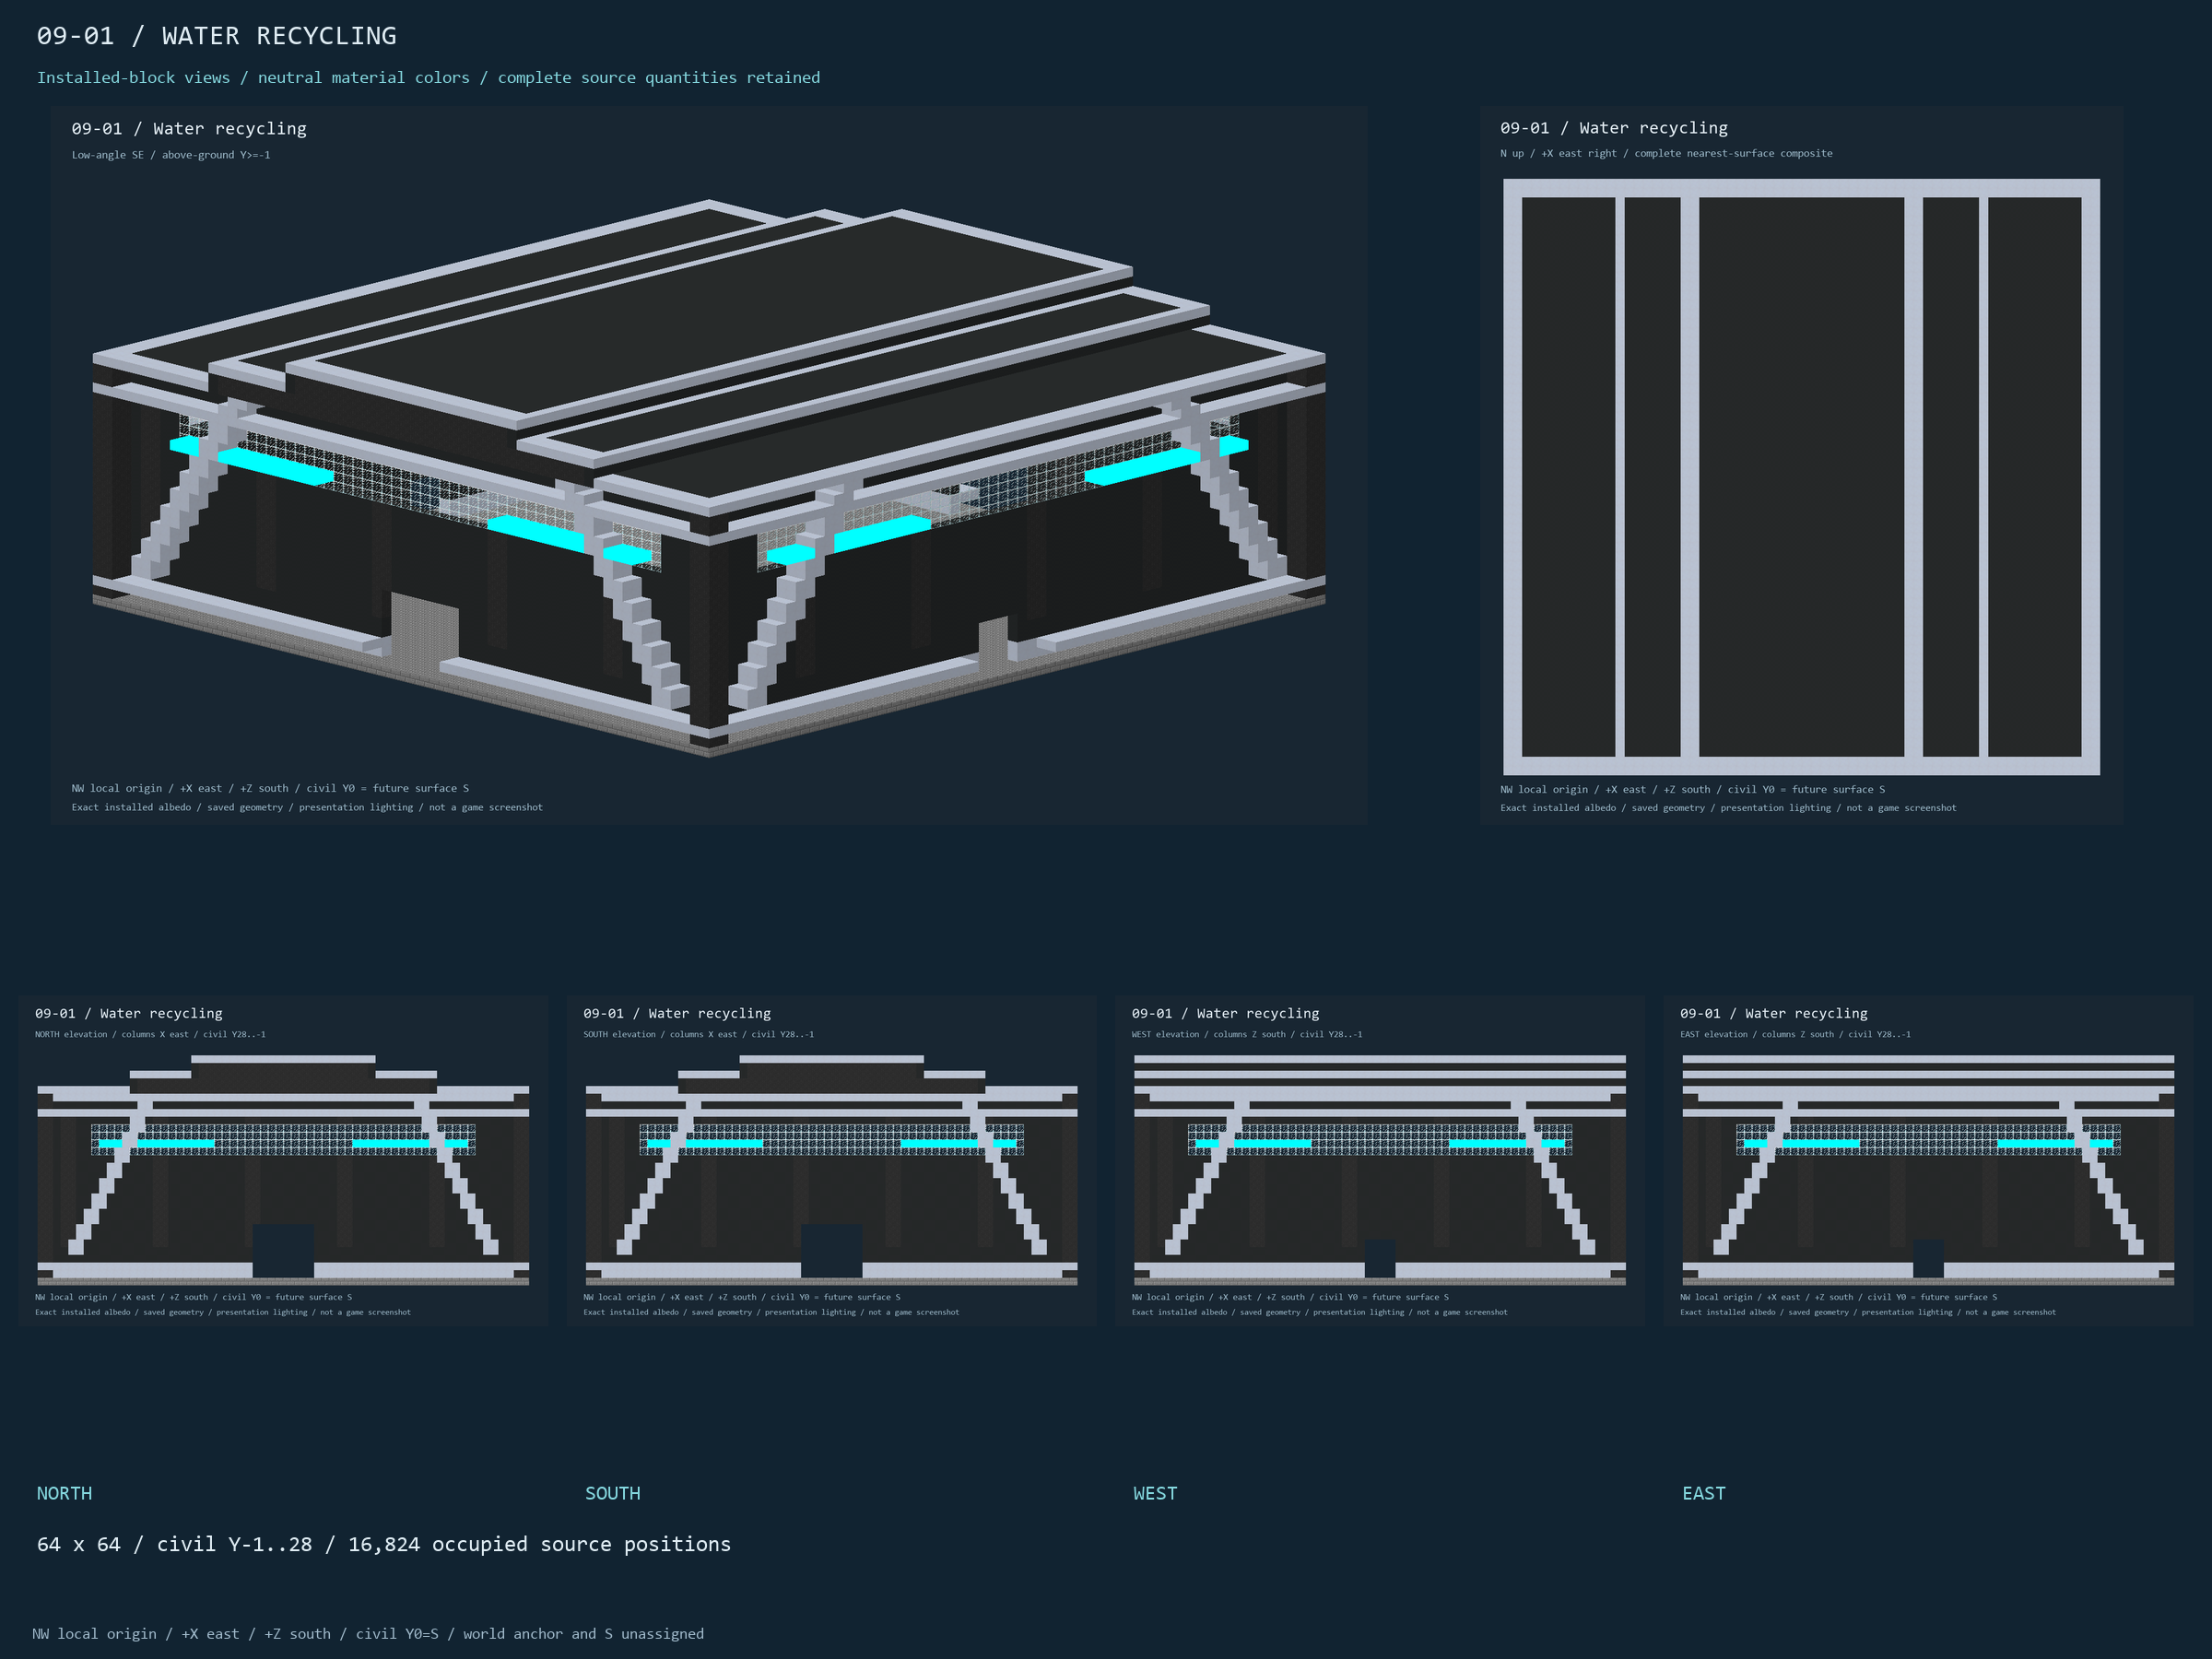 09-01 / WATER RECYCLING
Installed-block views / neutral material colors / complete source quantities retained
09-01 / Water recycling
Low-angle SE / above-ground Y>=-1
NW local origin / +X east / +Z south / civil Y0 = future surface S
Exact installed albedo / saved geometry / presentation lighting / not a game screenshot
09-01 / Water recycling
N up / +X east right / complete nearest-surface composite
NW local origin / +X east / +Z south / civil Y0 = future surface S
Exact installed albedo / saved geometry / presentation lighting / not a game screenshot
09-01 / Water recycling
NORTH elevation / columns X east / civil Y28..-1
NW local origin / +X east / +Z south / civil Y0 = future surface S
Exact installed albedo / saved geometry / presentation lighting / not a game screenshot
09-01 / Water recycling
SOUTH elevation / columns X east / civil Y28..-1
NW local origin / +X east / +Z south / civil Y0 = future surface S
Exact installed albedo / saved geometry / presentation lighting / not a game screenshot
09-01 / Water recycling
WEST elevation / columns Z south / civil Y28..-1
NW local origin / +X east / +Z south / civil Y0 = future surface S
Exact installed albedo / saved geometry / presentation lighting / not a game screenshot
09-01 / Water recycling
EAST elevation / columns Z south / civil Y28..-1
NW local origin / +X east / +Z south / civil Y0 = future surface S
Exact installed albedo / saved geometry / presentation lighting / not a game screenshot
NORTH
SOUTH
WEST
EAST
64 x 64 / civil Y-1..28 / 16,824 occupied source positions
NW local origin / +X east / +Z south / civil Y0=S / world anchor and S unassigned